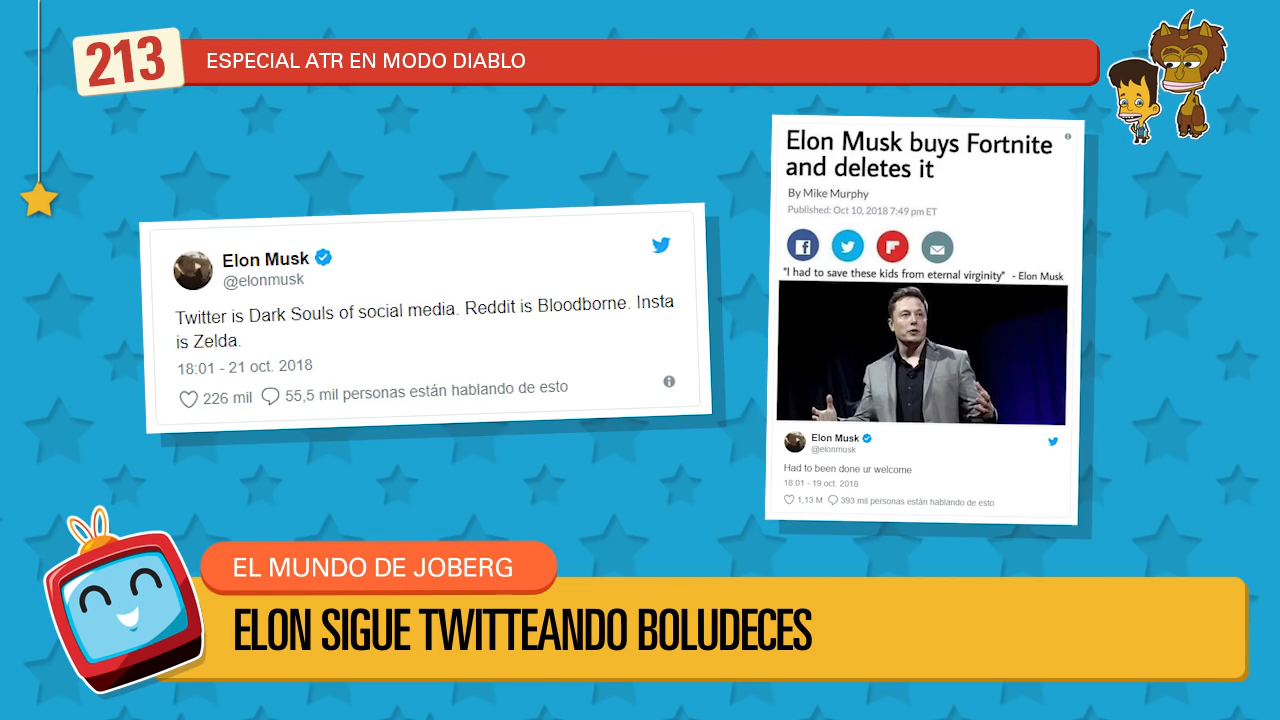 213
ESPECIAL ATR EN MODO DIABLO
Elon Musk
@elonmusk
Twitter is Dark Souls of social media. Reddit is Bloodborne. Insta
is Zelda.
18:01 - 21 oct. 2018
226 mil 55,5 mil personas están hablando de esto
Elon Musk buys Fortnite
and deletes it
By Mike Murphy
Published: Oct 10, 2018 7:49 pm ET
"I had to save these kids from eternal virginity" - Elon Musk
Elon Musk
@elonmusk
Had to been done ur welcome
18:01 - 19 oct. 2018
1,13 M 393 mil personas están hablando de esto
EL MUNDO DE JOBERG
ELON SIGUE TWITTEANDO BOLUDECES